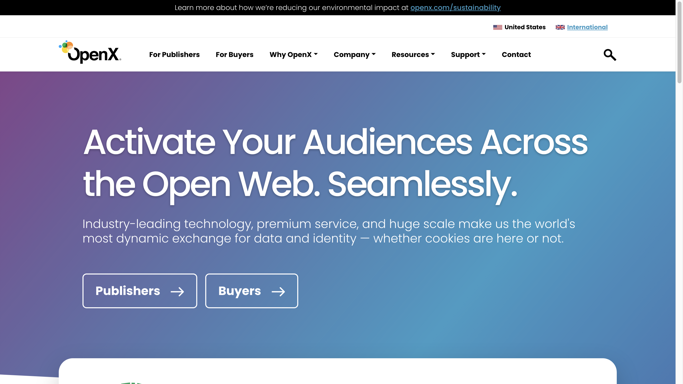 Learn more about how we're reducing our environmental impact at openx.com/sustainability
United States International
OpenX
For Publishers For Buyers Why OpenX Company Resources Support Contact
Activate Your Audiences Across
the Open Web. Seamlessly.
Industry-leading technology, premium service, and huge scale make us the world's
most dynamic exchange for data and identity — whether cookies are here or not.
Publishers Buyers